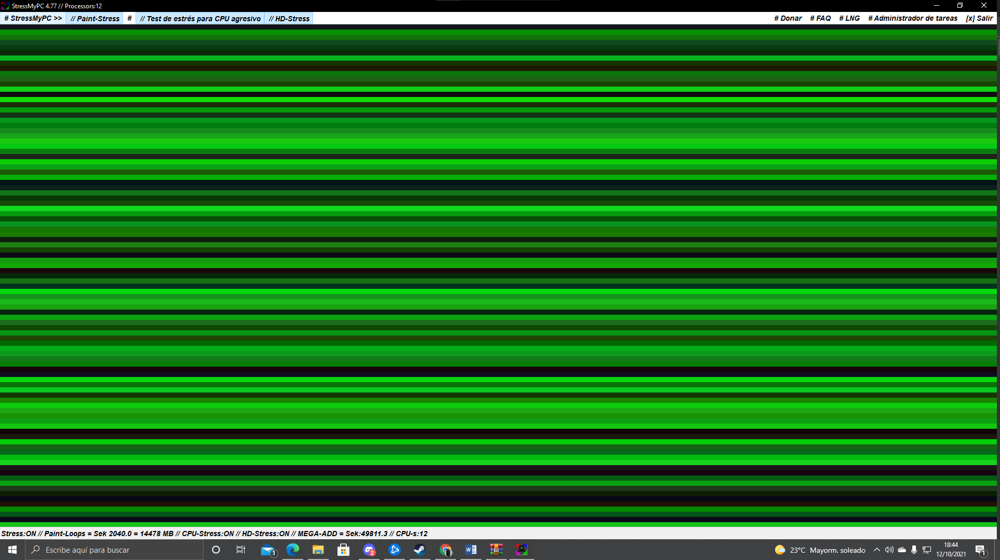 StressMyPC 4.77 // Processors:12
# StressMyPC >> // Paint-Stress # // Test de estrés para CPU agresivo // HD-Stress # Donar # FAQ # LNG # Administrador de tareas [x] Salir
Stress:ON // Paint-Loops = Sek 2040.0 = 14478 MB // CPU-Stress:ON // HD-Stress:ON // MEGA-ADD = Sek:49811.3 // CPU-s:12
Escribe aquí para buscar 1 2 W 23°C Mayorm. soleado 18:44
12/10/2021 1